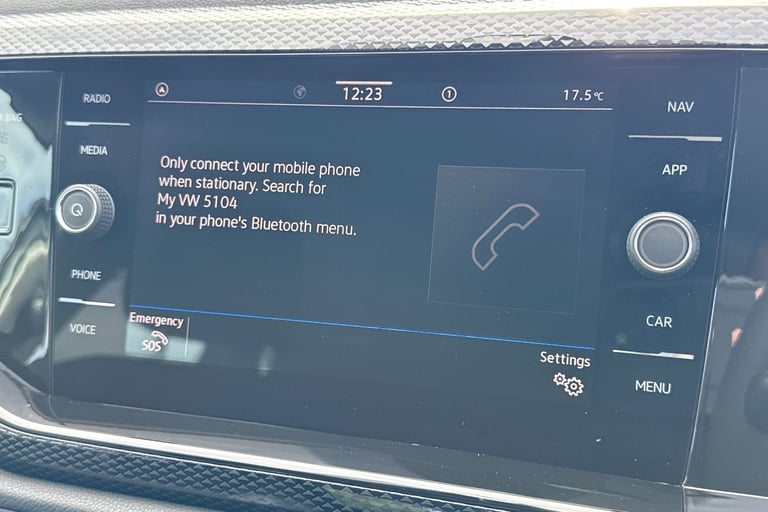 RADIO
MEDIA
PHONE
VOICE
12:23
1
17.5°C
Only connect your mobile phone
when stationary. Search for
My VW 5104
in your phone's Bluetooth menu.
Emergency
SOS
Settings
NAV
APP
CAR
MENU